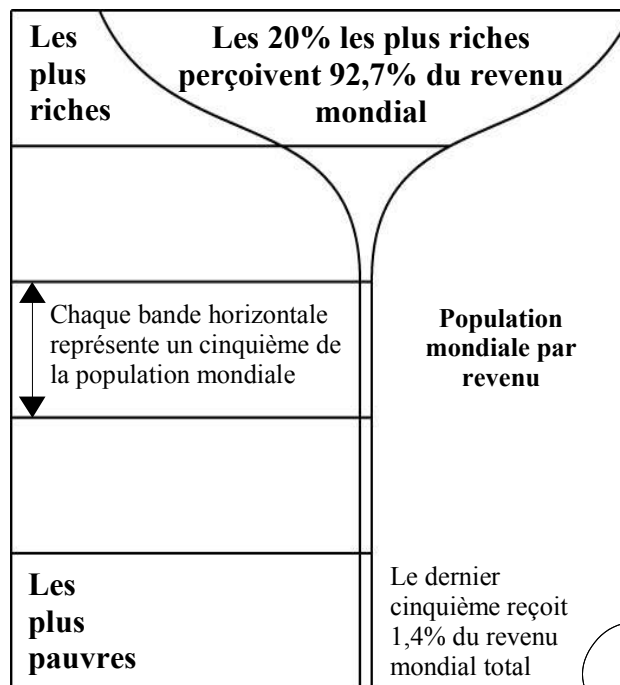 Les
plus
riches
Les 20% les plus riches
perçoivent 92,7% du revenu
mondial
Chaque bande horizontale
représente un cinquième de
la population mondiale
Population
mondiale par
revenu
Les
plus
pauvres
Le dernier
cinquième reçoit
1,4% du revenu
mondial total